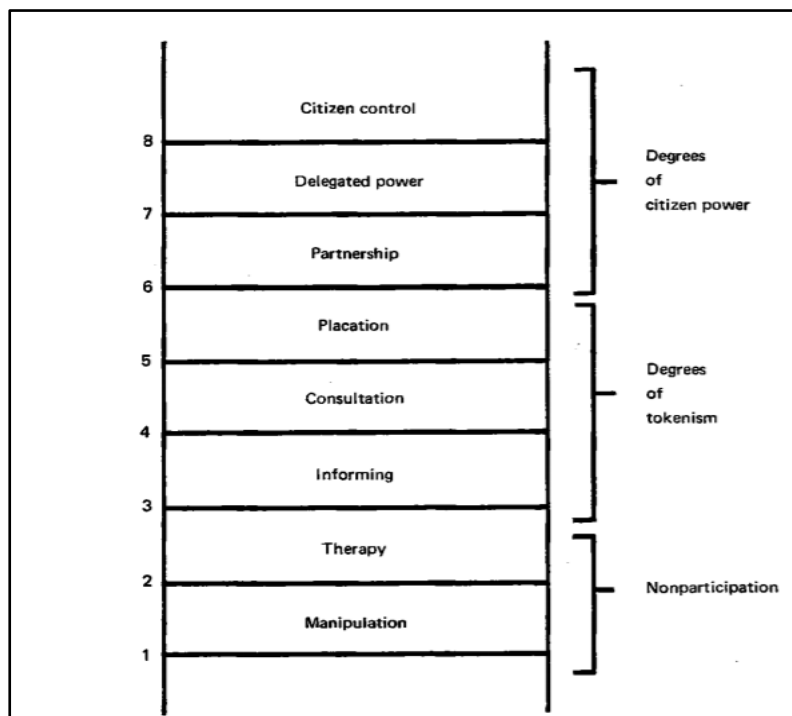 Citizen control
8
Delegated power
7
Partnership
6
Placation
5
Consultation
4
Informing
3
Therapy
2
Manipulation
1
Degrees
of
citizen power
Degrees
of
tokenism
Nonparticipation